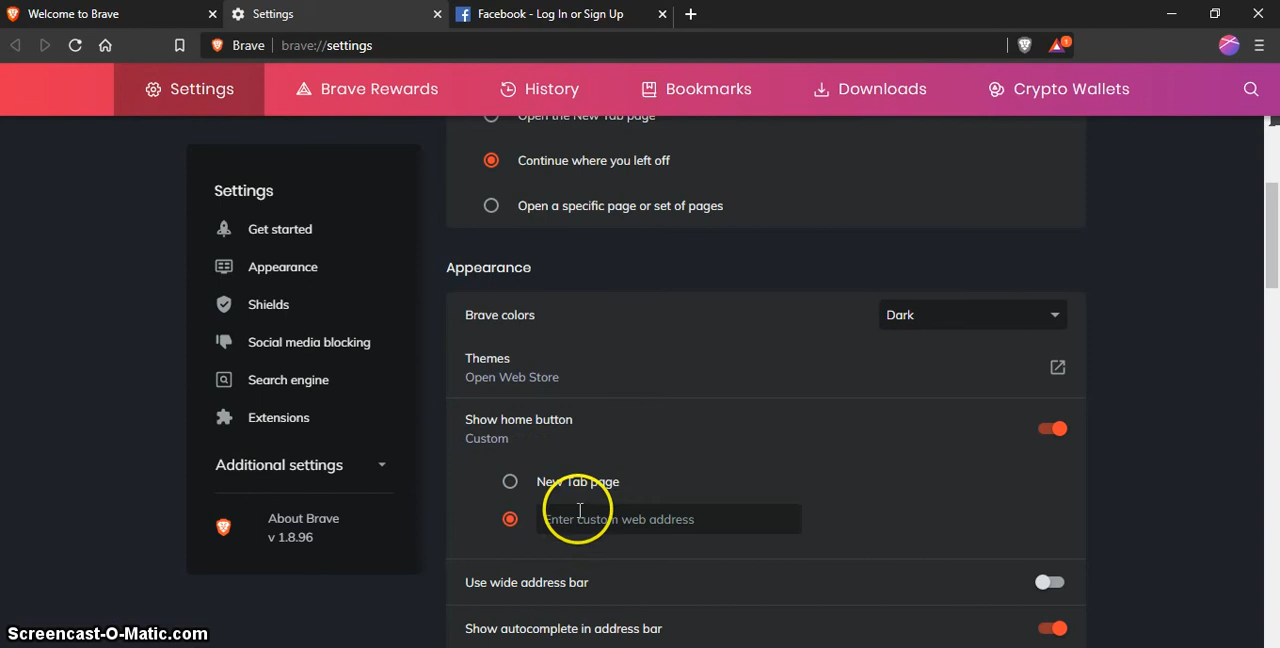 Welcome to Brave
Settings
Facebook - Log In or Sign Up
Brave
brave://settings
1
Settings
Brave Rewards
History
Bookmarks
Downloads
Crypto Wallets
Open the New Tab page
Continue where you left off
Open a specific page or set of pages
Settings
Get started
Appearance
Shields
Social media blocking
Search engine
Extensions
Additional settings
About Brave
v 1.8.96
Appearance
Brave colors
Dark
Themes
Open Web Store
Show home button
Custom
New Tab page
Enter custom web address
Use wide address bar
Show autocomplete in address bar
Screencast-O-Matic.com